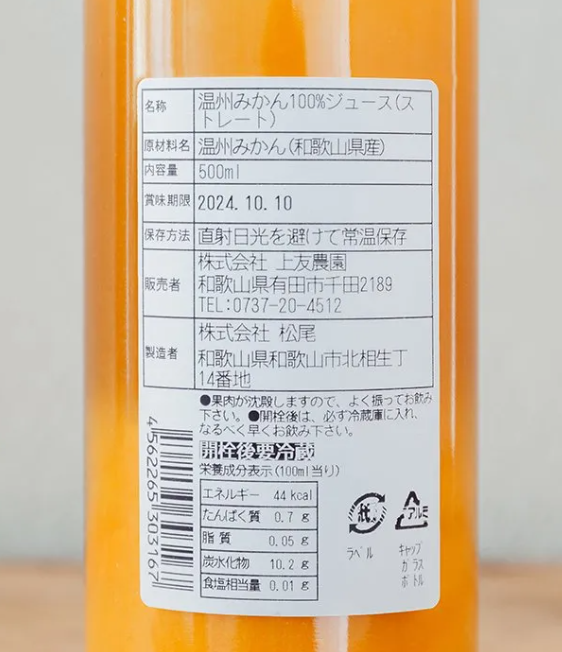 名称 温州みかん100%ジュース(ス
トレート)
原材料名 温州みかん(和歌山県産)
内容量 500ml
賞味期限 2024.10.10
保存方法 直射日光を避けて常温保存
販売者 株式会社 上友農園
和歌山県有田市千田2189
TEL:0737-20-4512
製造者 株式会社 松尾
和歌山県和歌山市北相生丁
14番地
●果肉が沈殿しますので、よく振ってお飲み
下さい。●開栓後は、必ず冷蔵庫に入れ、
なるべく早くお飲み下さい。
開栓後要冷蔵
栄養成分表示(100ml当り)
エネルギー 44 kcal
たんぱく質 0.7 g
脂質 0.05 g
炭水化物 10.2 g
食塩相当量 0.01 g
4562265303167
紙
ラベル
アルミ
キャップ
ガラス
ボトル